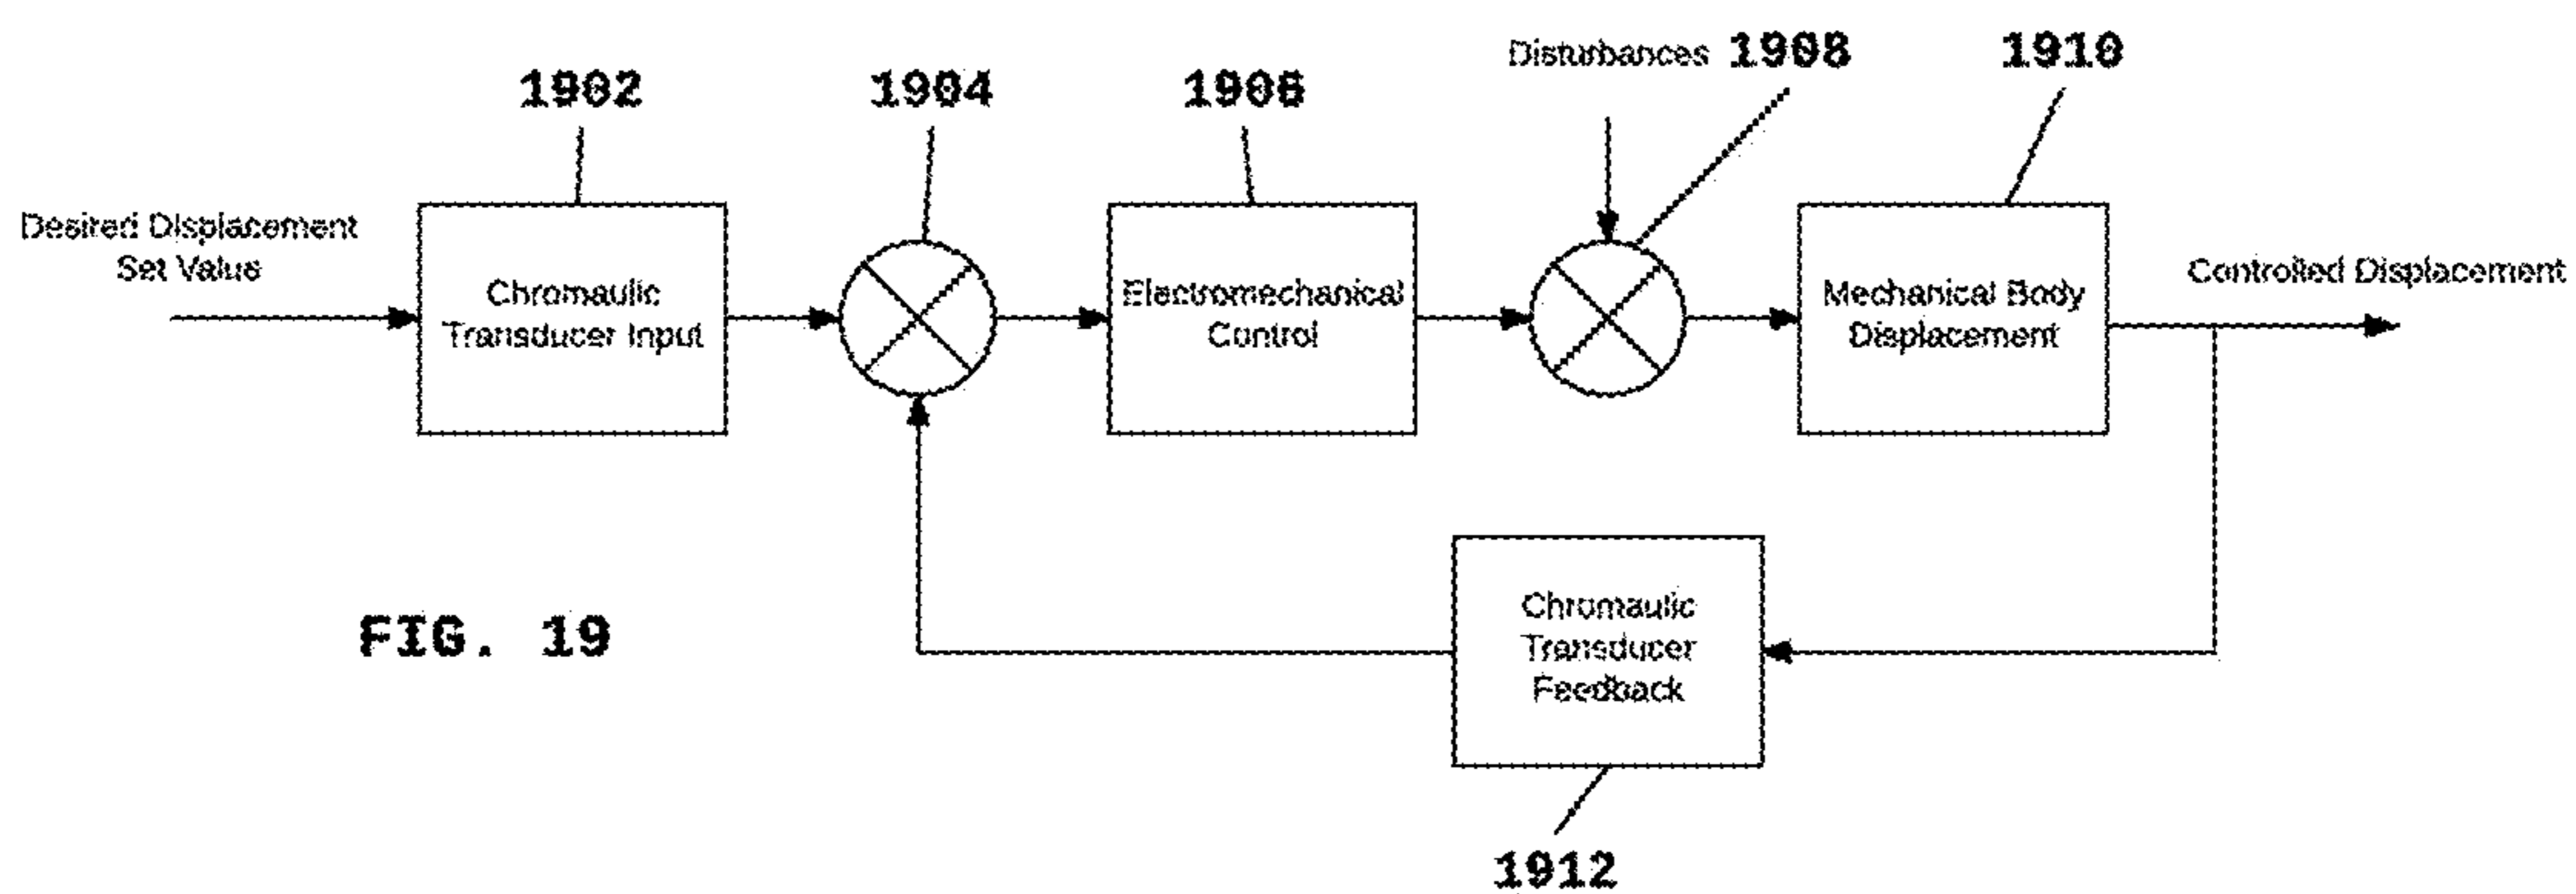 Disturbances 1908
1910
1902
1904
1906
Desired Displacement
Set Value
Chromaulic
Transducer Input
Electromechanical
Control
Mechanical Body
Displacement
Controlled Displacement
FIG. 19
Chromaulic
Transducer
Feedback
1912